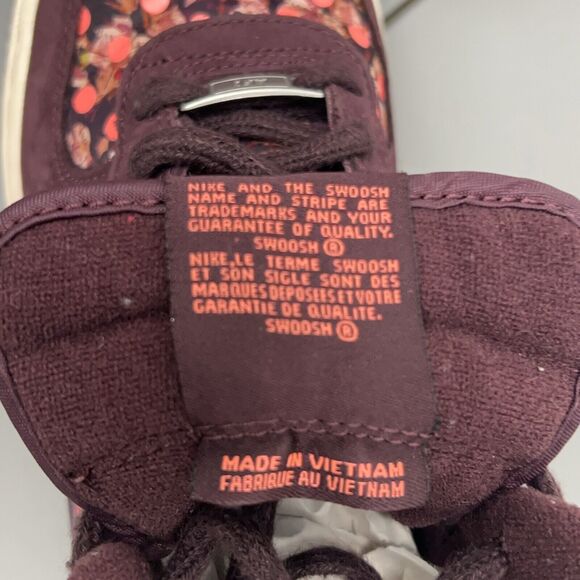 NIKE AND THE SWOOSH
NAME AND STRIPE ARE
TRADEMARKS AND YOUR
GUARANTEE OF QUALITY.
SWOOSH ®
NIKE, LE TERME SWOOSH
ET SON SIGLE SONT DES
MARQUES DEPOSEES ET VOTRE
GARANTIE DE QUALITE.
SWOOSH ®
MADE IN VIETNAM
FABRIQUE AU VIETNAM